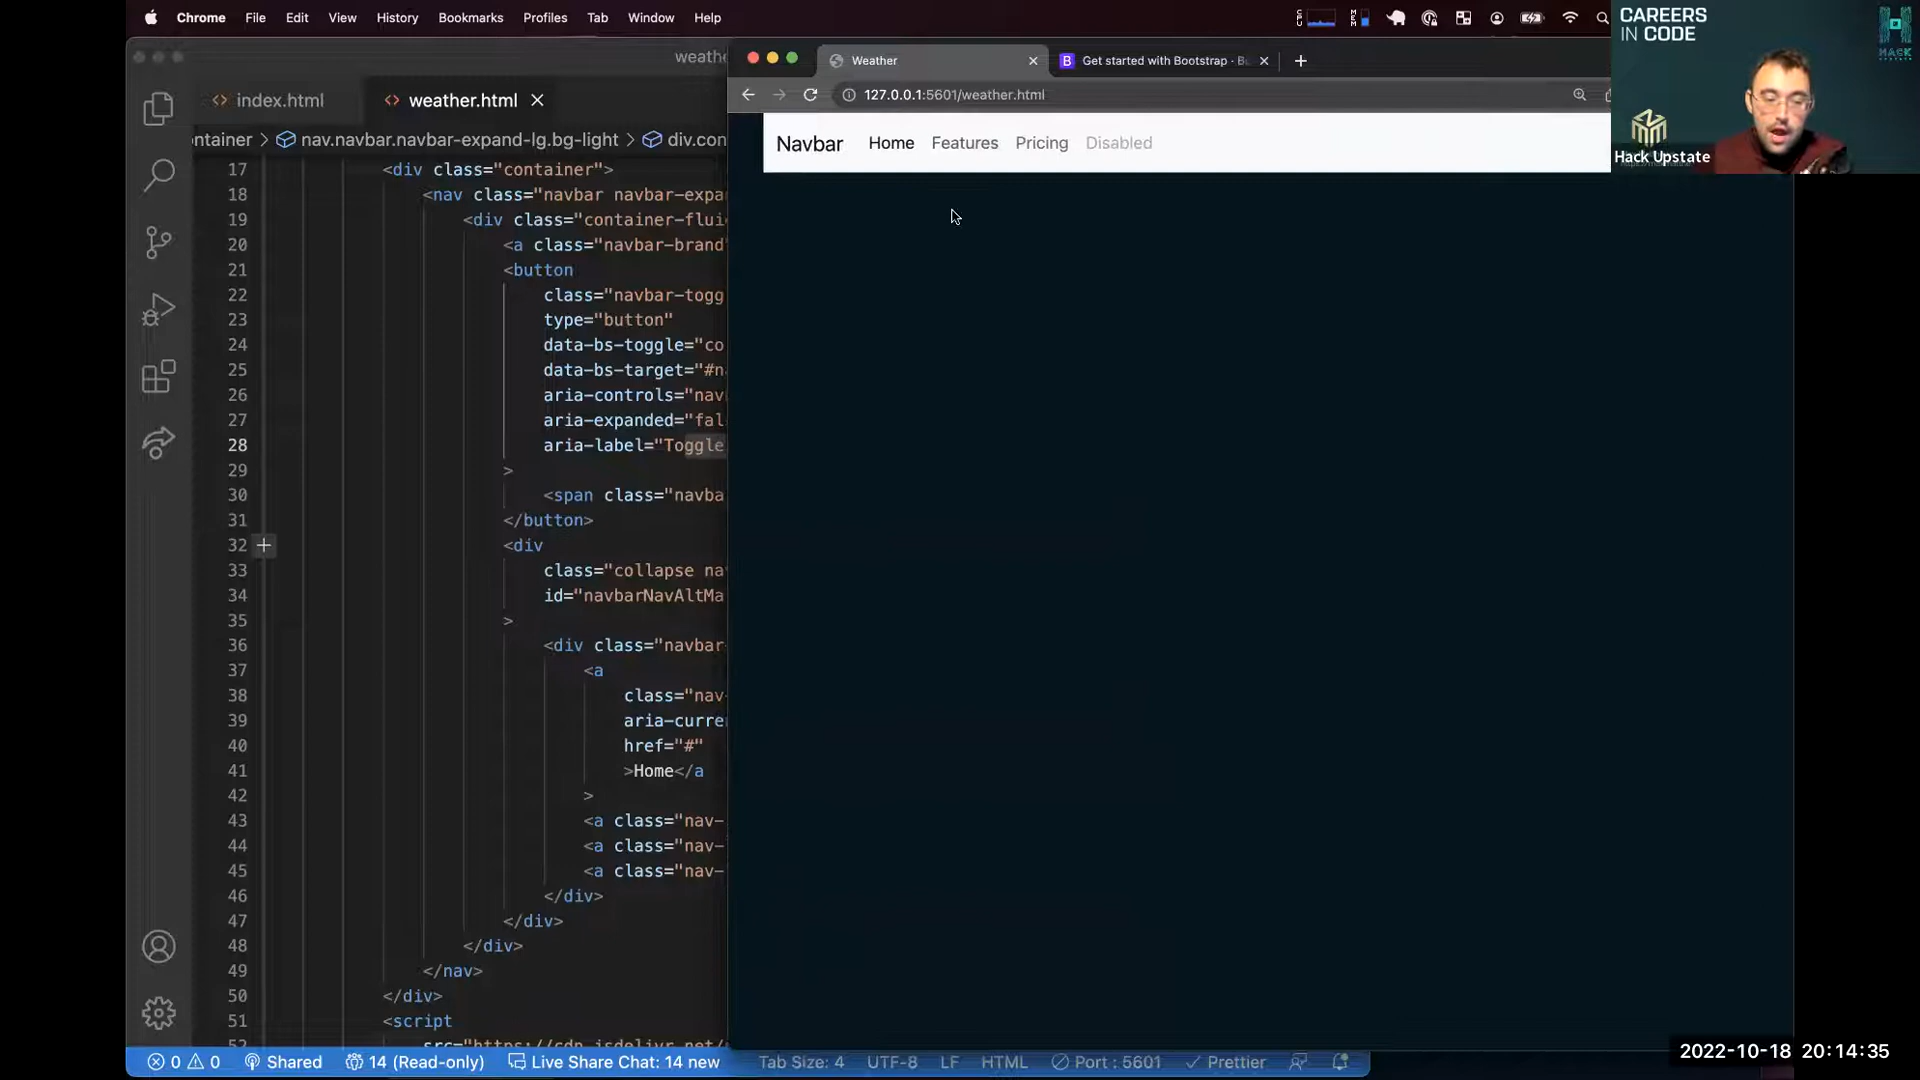 Chrome File Edit View History Bookmarks Profiles Tab Window Help
CAREERS
IN CODE
HACK
Hack Upstate
weath
Weather
Get started with Bootstrap · B
index.html
weather.html
127.0.0.1:5601/weather.html
ontainer > nav.navbar.navbar-expand-lg.bg-light > div.con
Navbar Home Features Pricing Disabled
17 <div class="container">
18 <nav class="navbar navbar-expa
19 <div class="container-flui
20 <a class="navbar-brand"
21 <button
22 class="navbar-togg
23 type="button"
24 data-bs-toggle="co
25 data-bs-target="#n
26 aria-controls="nav
27 aria-expanded="fal
28 aria-label="Toggle
29 >
30 <span class="navba
31 </button>
32 + <div
33 class="collapse na
34 id="navbarNavAltMa
35 >
36 <div class="navbar-
37 <a
38 class="nav-
39 aria-curre
40 href="#"
41 >Home</a
42 >
43 <a class="nav-
44 <a class="nav-
45 <a class="nav-
46 </div>
47 </div>
48 </div>
49 </nav>
50 </div>
51 <script
52 src="https://cdn.jsdelivr.net/
0 0 Shared 14 (Read-only) Live Share Chat: 14 new Tab Size: 4 UTF-8 LF HTML Port : 5601 Prettier
2022-10-18 20:14:35